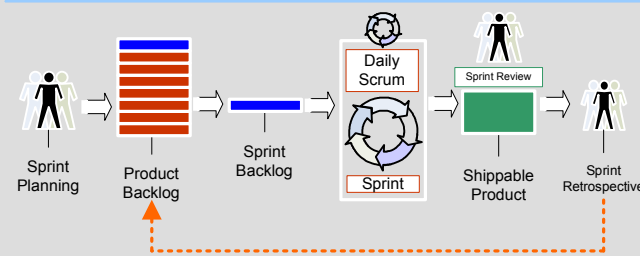 Daily
Scrum
Sprint Review
Sprint
Planning
Product
Backlog
Sprint
Backlog
Sprint
Shippable
Product
Sprint
Retrospective